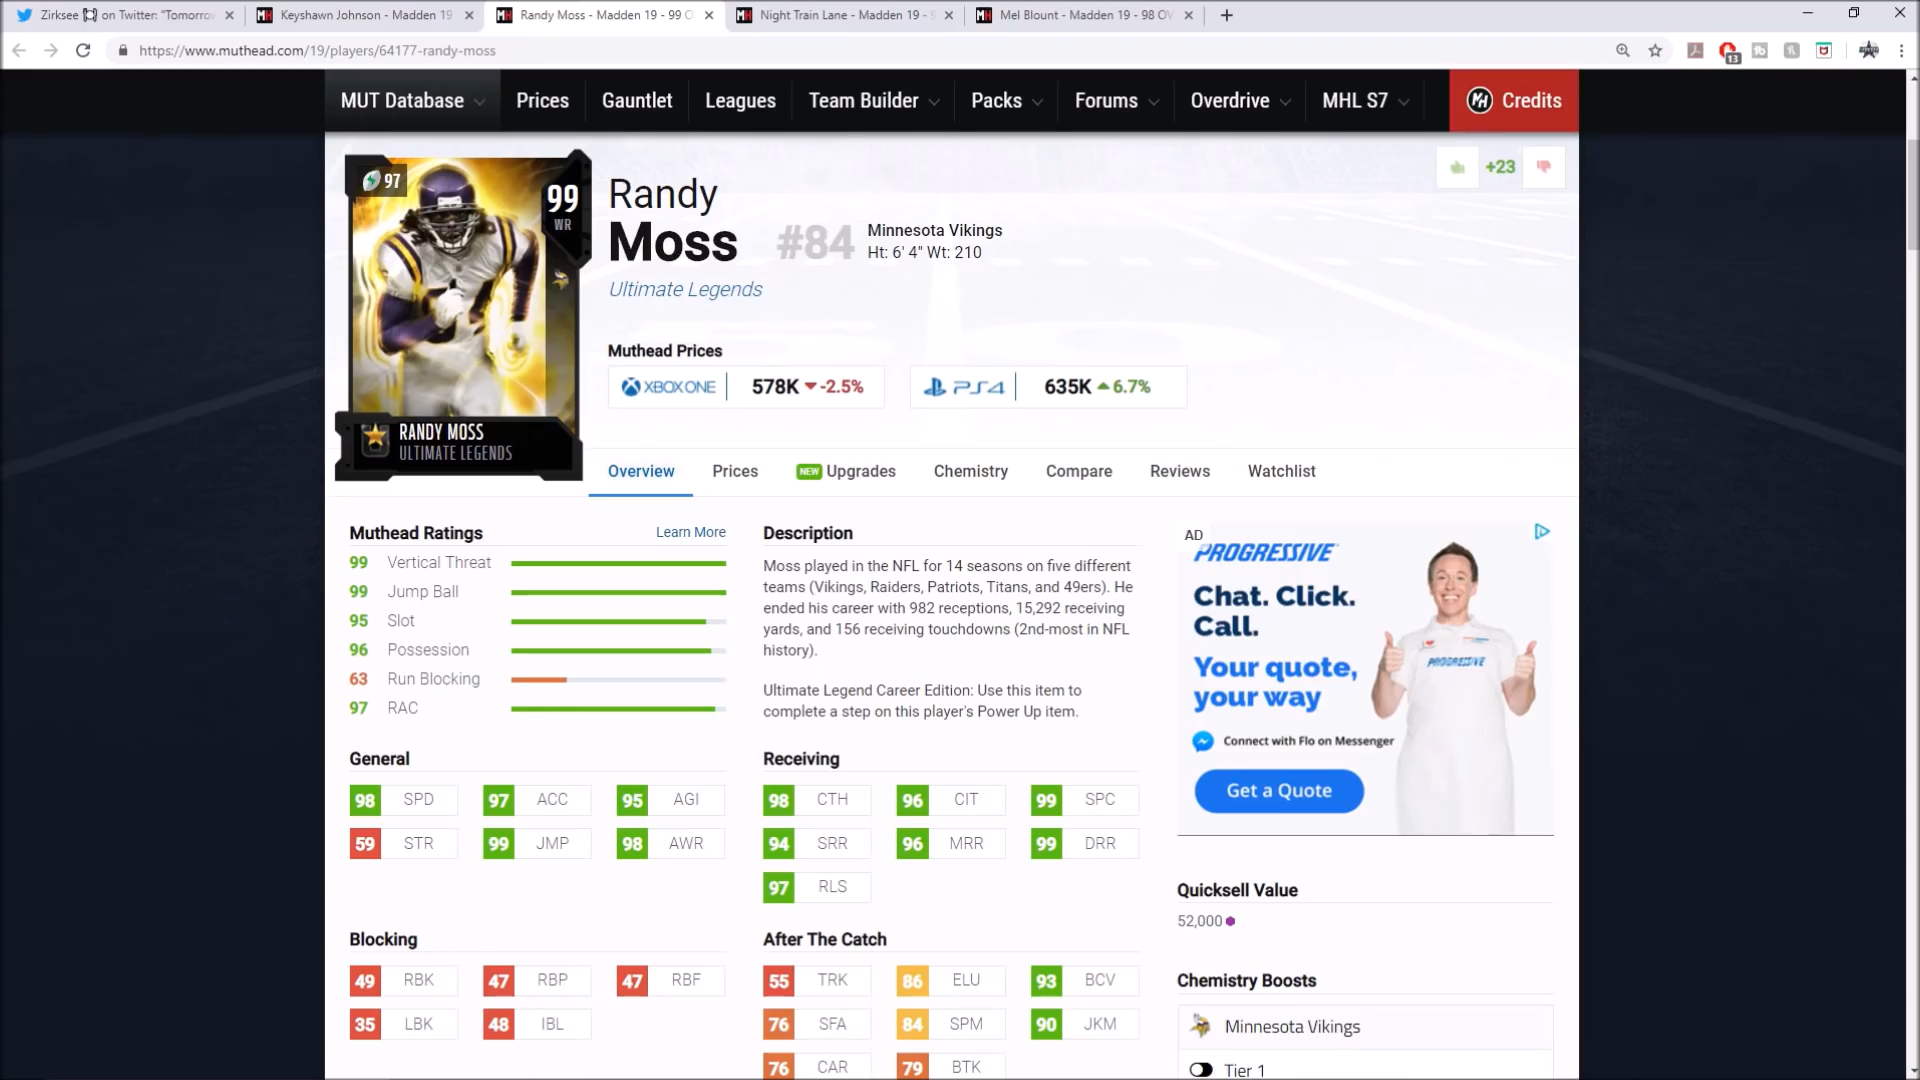 Zirksee on Twitter: "Tomorrow
Keyshawn Johnson - Madden 19
Randy Moss - Madden 19 - 99 O
Night Train Lane - Madden 19 - 9
Mel Blount - Madden 19 - 98 OV
https://www.muthead.com/19/players/64177-randy-moss
13
MUT Database
Prices
Gauntlet
Leagues
Team Builder
Packs
Forums
Overdrive
MHL S7
MH Credits
97
99
WR
RANDY MOSS
ULTIMATE LEGENDS
Randy
Moss
#84
Minnesota Vikings
Ht: 6' 4" Wt: 210
Ultimate Legends
+23
Muthead Prices
XBOX ONE 578K -2.5%
PS4 635K 6.7%
Overview
Prices
NEW Upgrades
Chemistry
Compare
Reviews
Watchlist
Muthead Ratings
Learn More
99 Vertical Threat
99 Jump Ball
95 Slot
96 Possession
63 Run Blocking
97 RAC
Description
Moss played in the NFL for 14 seasons on five different
teams (Vikings, Raiders, Patriots, Titans, and 49ers). He
ended his career with 982 receptions, 15,292 receiving
yards, and 156 receiving touchdowns (2nd-most in NFL
history).
Ultimate Legend Career Edition: Use this item to
complete a step on this player's Power Up item.
AD
PROGRESSIVE
Chat. Click.
Call.
Your quote,
your way
PROGRESSIVE
Connect with Flo on Messenger
Get a Quote
General
98 SPD 97 ACC 95 AGI
59 STR 99 JMP 98 AWR
Receiving
98 CTH 96 CIT 99 SPC
94 SRR 96 MRR 99 DRR
97 RLS
Quicksell Value
52,000
Blocking
49 RBK 47 RBP 47 RBF
35 LBK 48 IBL
After The Catch
55 TRK 86 ELU 93 BCV
76 SFA 84 SPM 90 JKM
76 CAR 79 BTK
Chemistry Boosts
Minnesota Vikings
Tier 1